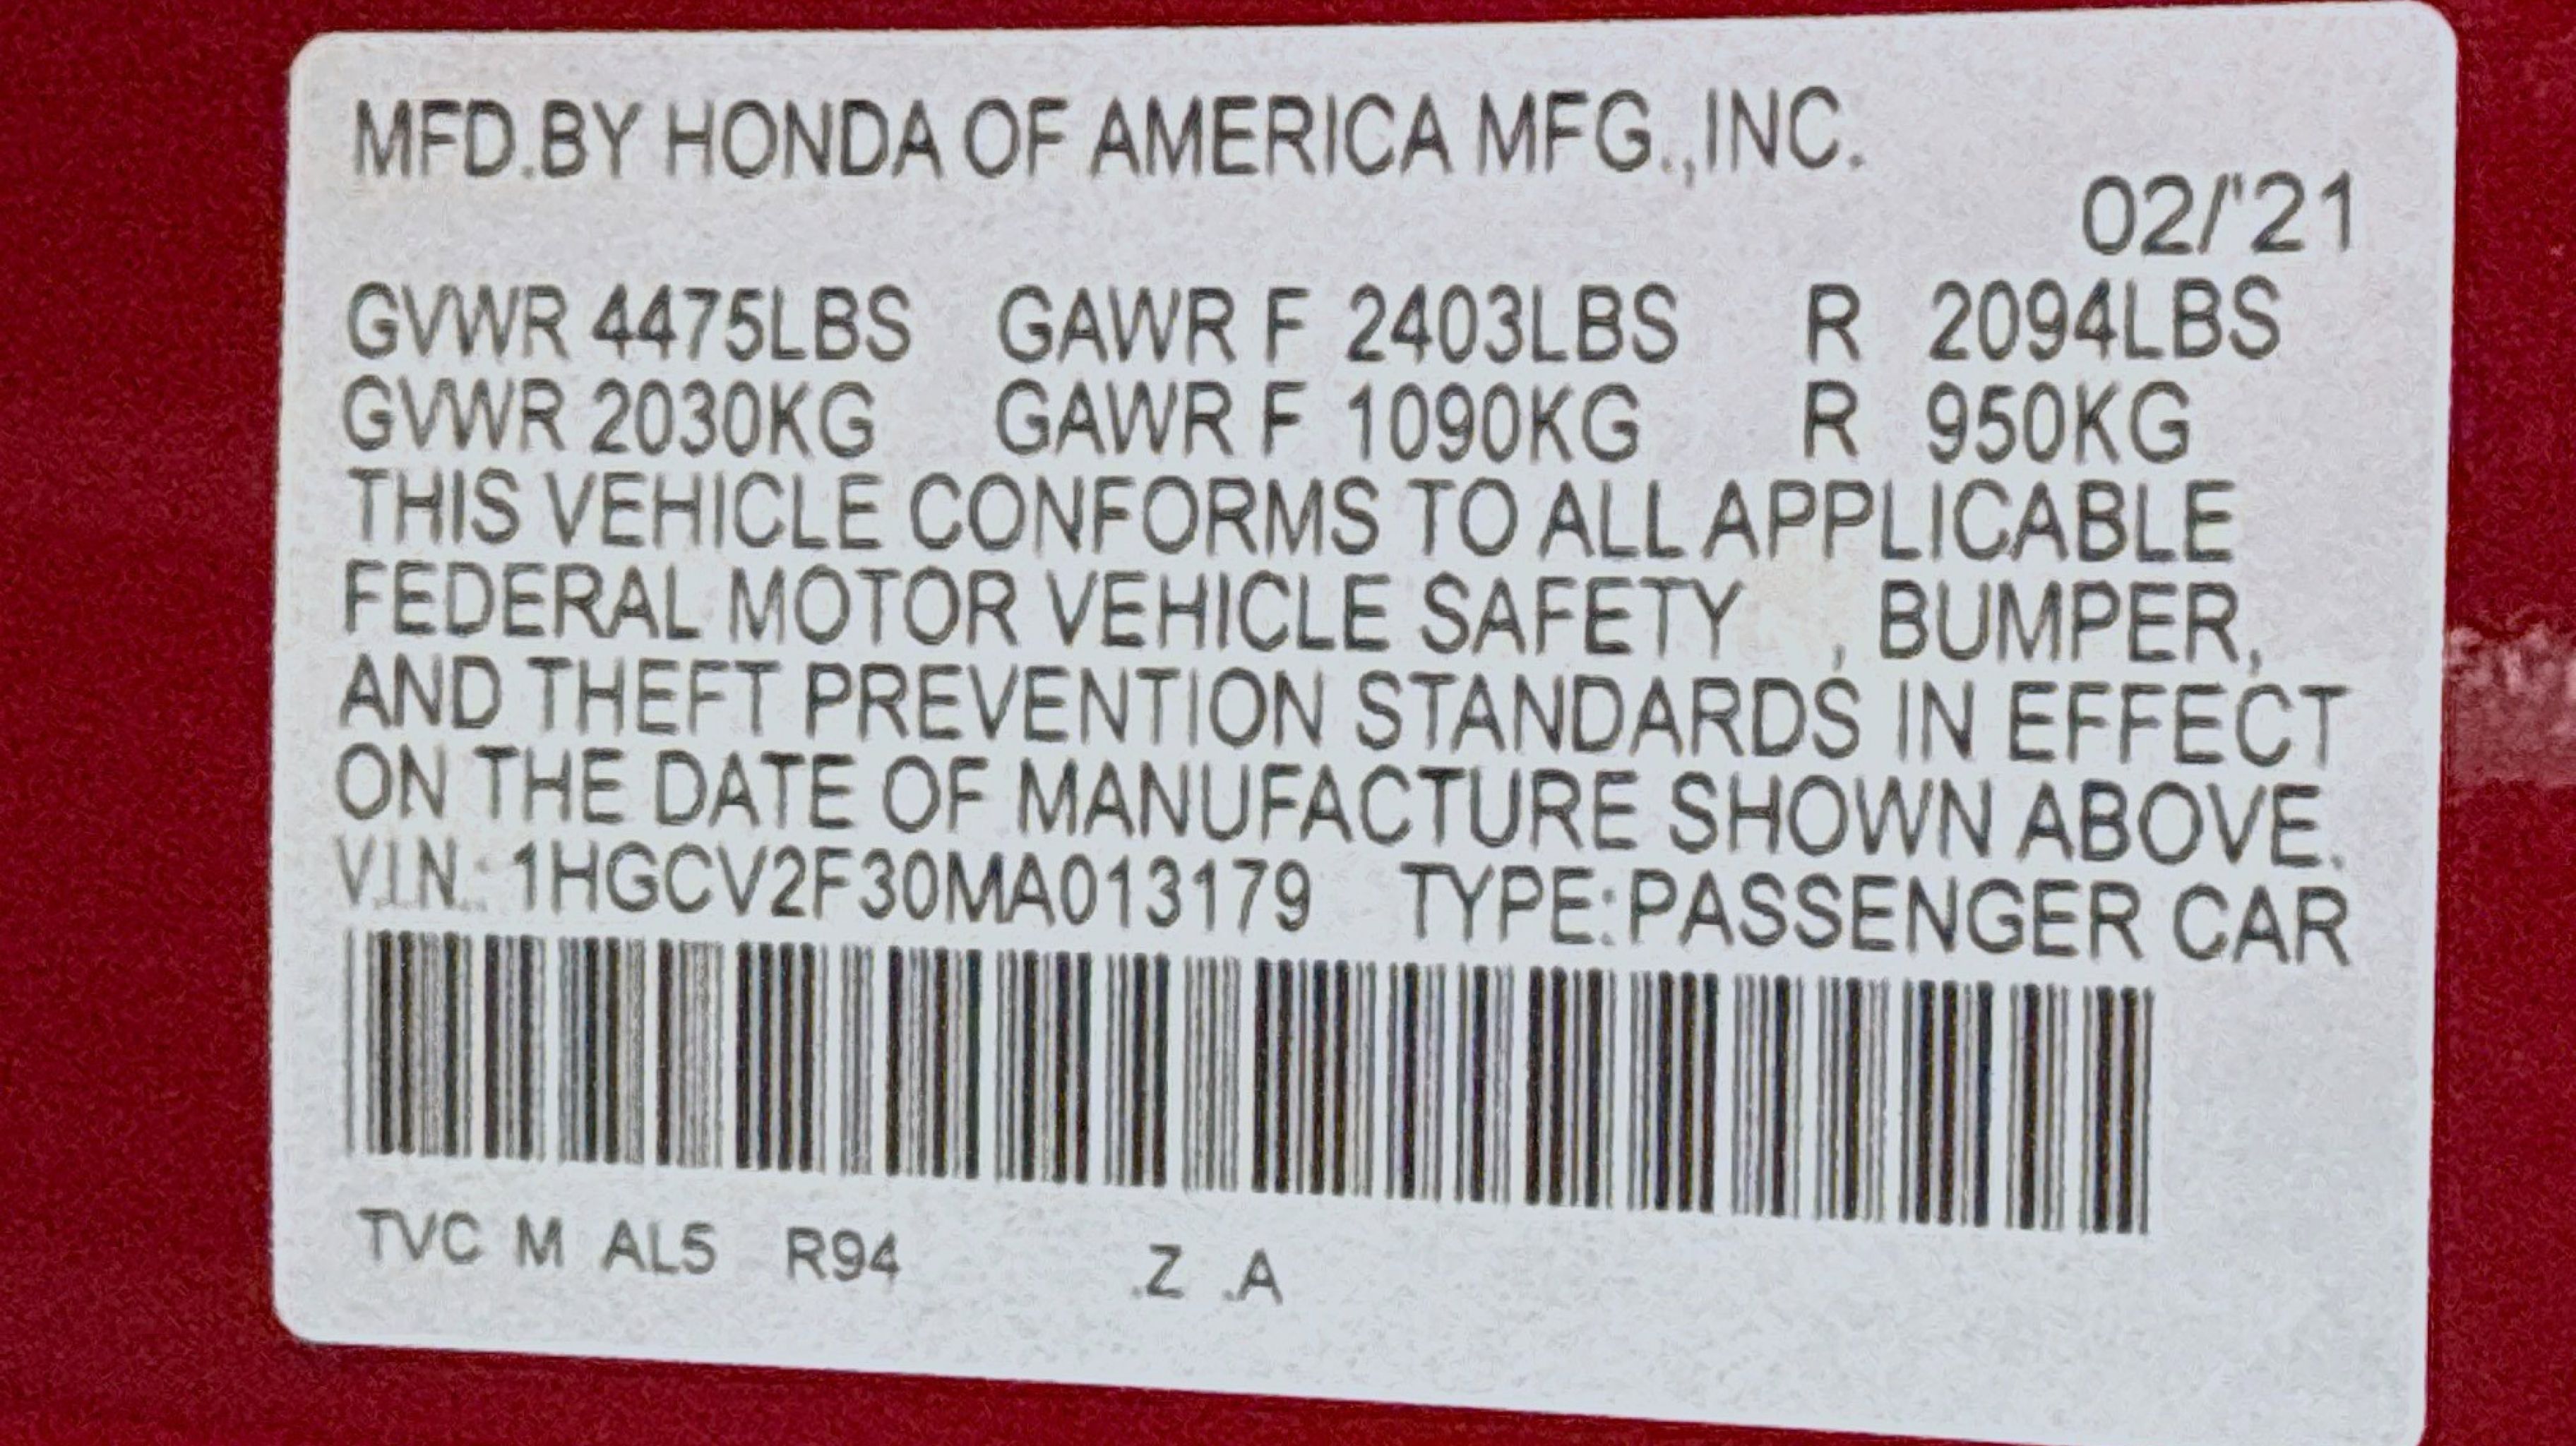 MFD.BY HONDA OF AMERICA MFG.,INC.
02/'21
GVWR 4475LBS GAWR F 2403LBS R 2094LBS
GVWR 2030KG GAWR F 1090KG R 950KG
THIS VEHICLE CONFORMS TO ALL APPLICABLE
FEDERAL MOTOR VEHICLE SAFETY , BUMPER,
AND THEFT PREVENTION STANDARDS IN EFFECT
ON THE DATE OF MANUFACTURE SHOWN ABOVE.
V.I.N.: 1HGCV2F30MA013179 TYPE:PASSENGER CAR
TVC M AL5 R94 .Z .A